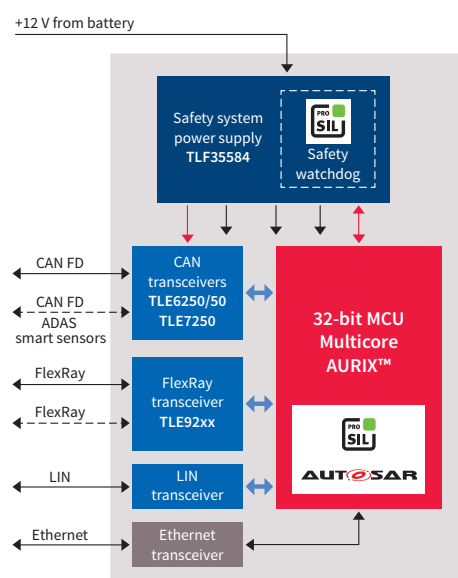 +12 V from battery
Safety system
power supply
TLF35584
PRO
SIL
Safety
watchdog
CAN FD
CAN FD
ADAS
smart sensors
CAN
transceivers
TLE6250/50
TLE7250
32-bit MCU
Multicore
AURIX™
FlexRay
FlexRay
FlexRay
transceiver
TLE92xx
PRO
SIL
AUTOSAR
LIN
LIN
transceiver
Ethernet
Ethernet
transceiver